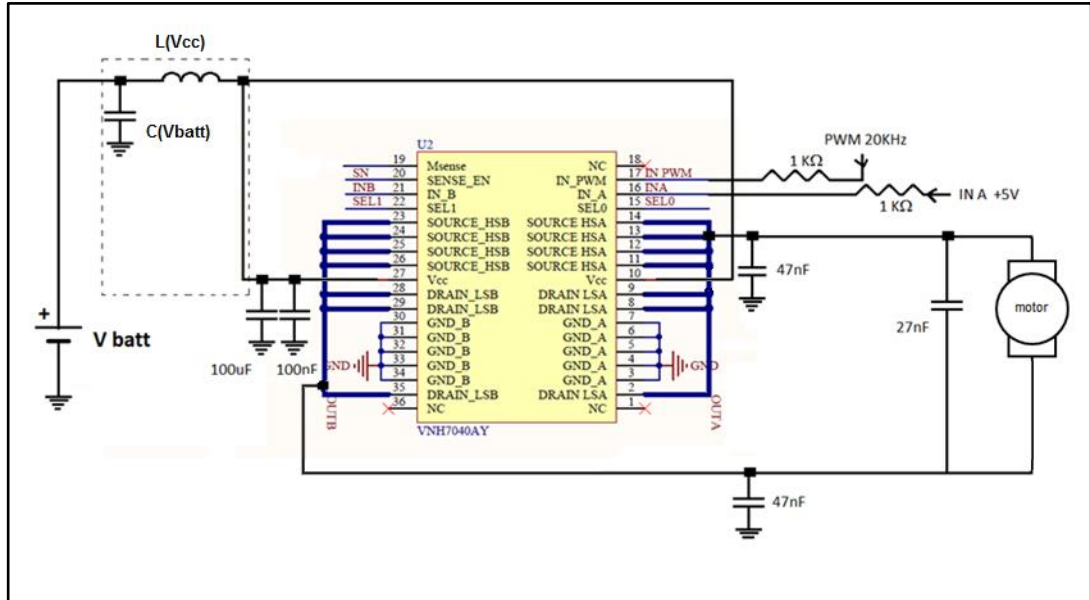 L(Vcc)
C(Vbatt)
+
V batt
100uF
100nF
U2
19 Msense
SN 20 SENSE_EN
INB 21 IN_B
SEL1 22 SEL1
23 SOURCE_HSB
24 SOURCE_HSB
25 SOURCE_HSB
26 SOURCE_HSB
27 Vcc
28 DRAIN_LSB
29 DRAIN_LSB
30 GND_B
31 GND_B
32 GND_B
GND 33 GND_B
34 GND_B
35 DRAIN_LSB
36 NC
OUTB
VNH7040AY
NC 18
IN_PWM 17 IN PWM
IN_A 16 INA
SEL0 15 SEL0
SOURCE HSA 14
SOURCE HSA 13
SOURCE HSA 12
SOURCE HSA 11
Vcc 10
DRAIN LSA 9
DRAIN LSA 8
GND_A 7
GND_A 6
GND_A 5
GND_A 4 GND
GND_A 3
DRAIN LSA 2
NC 1
OUTA
PWM 20KHz
1 KΩ
1 KΩ
IN A +5V
47nF
27nF
motor
47nF